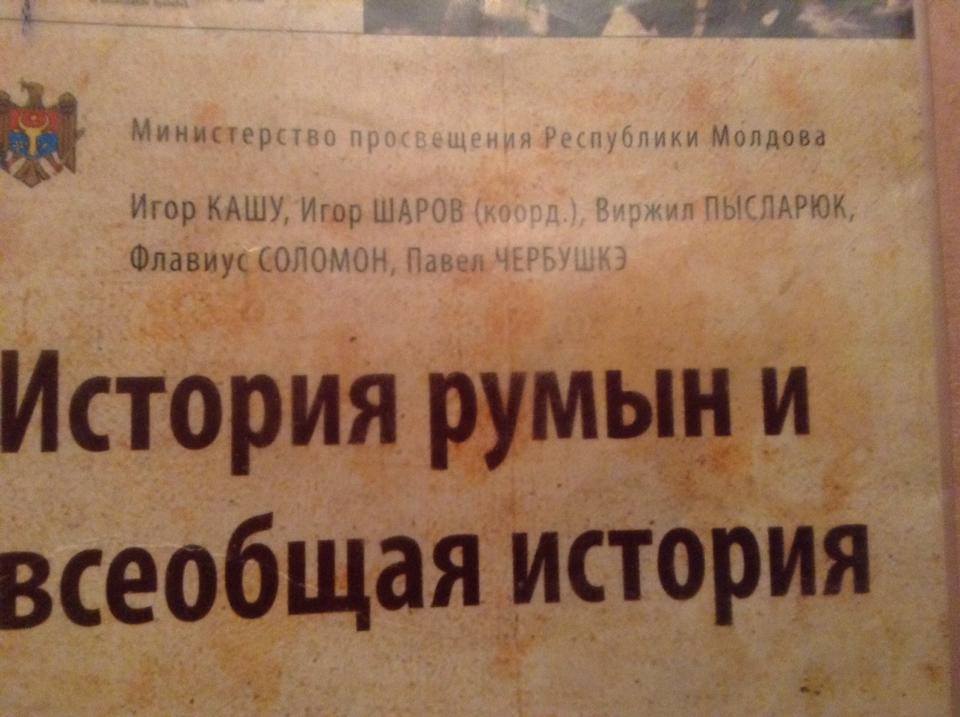 Министерство просвещения Республики Молдова
Игор КАШУ, Игор ШАРОВ (коорд.), Виржил ПЫСЛАРЮК,
Флавиус СОЛОМОН, Павел ЧЕРБУШКЭ
История румын и
всеобщая история